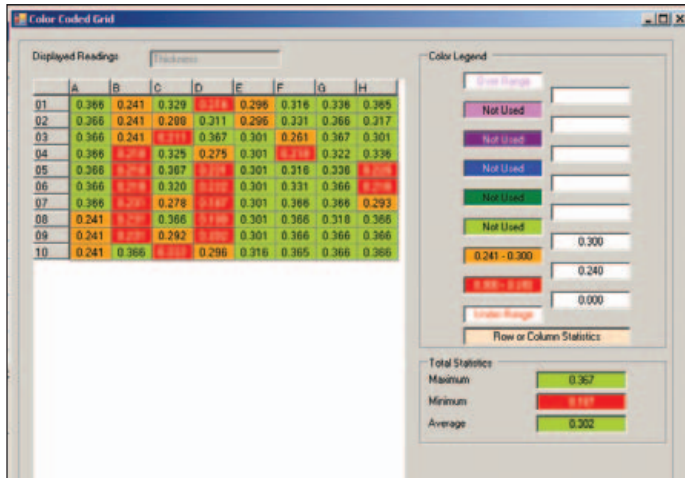 Color Coded Grid
Displayed Readings Thickness
A B C D E F G H
01 0.366 0.241 0.329 0.296 0.316 0.336 0.365
02 0.366 0.241 0.288 0.311 0.296 0.331 0.366 0.317
03 0.366 0.241 0.367 0.301 0.261 0.367 0.301
04 0.366 0.325 0.275 0.301 0.322 0.336
05 0.366 0.367 0.301 0.316 0.336
06 0.366 0.320 0.301 0.331 0.366
07 0.366 0.278 0.301 0.366 0.366 0.293
08 0.241 0.366 0.301 0.366 0.318 0.366
09 0.241 0.292 0.301 0.366 0.366 0.366
10 0.241 0.366 0.296 0.316 0.365 0.366 0.366
Color Legend
Over Range
Not Used
Not Used
Not Used
Not Used
Not Used
0.300
0.241 - 0.300
0.240
0.000
Under Range
Row or Column Statistics
Total Statistics
Maximum 0.367
Minimum
Average 0.302